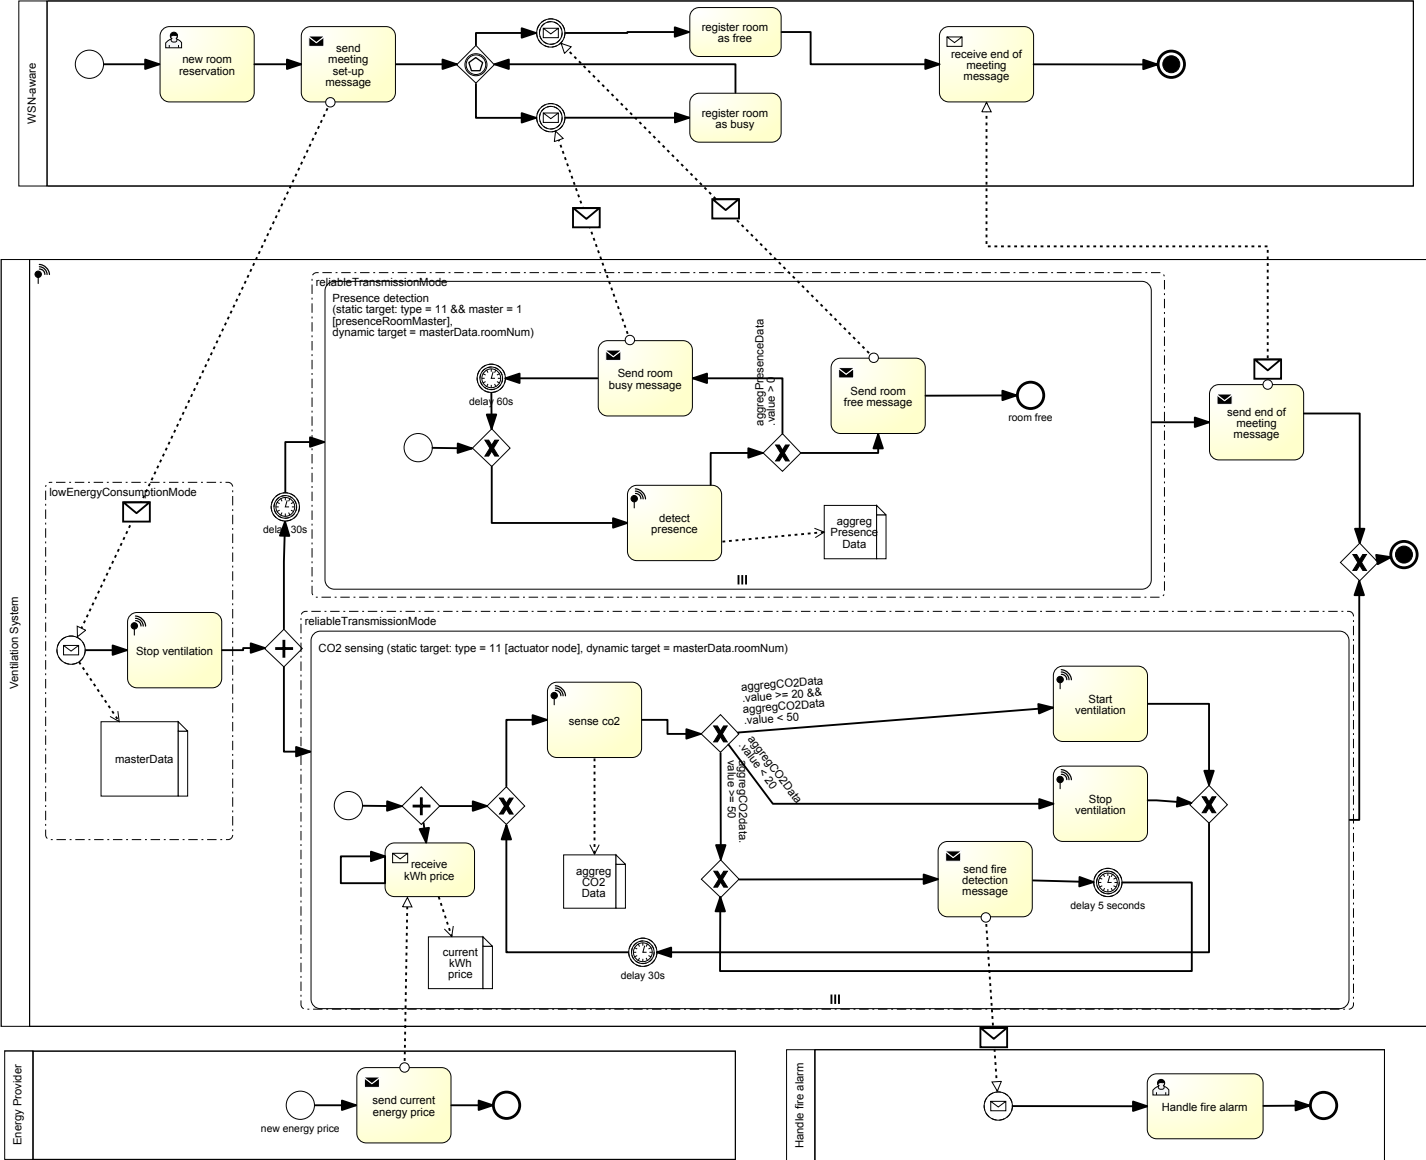 WSN-aware
new room
reservation
send
meeting
set-up
message
register room
as free
register room
as busy
receive end of
meeting
message
Ventilation System
reliableTransmissionMode
Presence detection
(static target: type = 11 && master = 1
[presenceRoomMaster],
dynamic target = masterData.roomNum)
delay 60s
Send room
busy message
aggregPresenceData
.value > 0
Send room
free message
room free
detect
presence
aggreg
Presence
Data
send end of
meeting
message
lowEnergyConsumptionMode
delay 30s
Stop ventilation
masterData
reliableTransmissionMode
CO2 sensing (static target: type = 11 [actuator node], dynamic target = masterData.roomNum)
sense co2
aggregCO2Data
.value >= 20 &&
aggregCO2Data
.value < 50
aggregCO2Data
.value < 20
aggregCO2data.
value >= 50
Start
ventilation
Stop
ventilation
receive
kWh price
aggreg
CO2
Data
current
kWh
price
send fire
detection
message
delay 5 seconds
delay 30s
Energy Provider
new energy price
send current
energy price
Handle fire alarm
Handle fire alarm